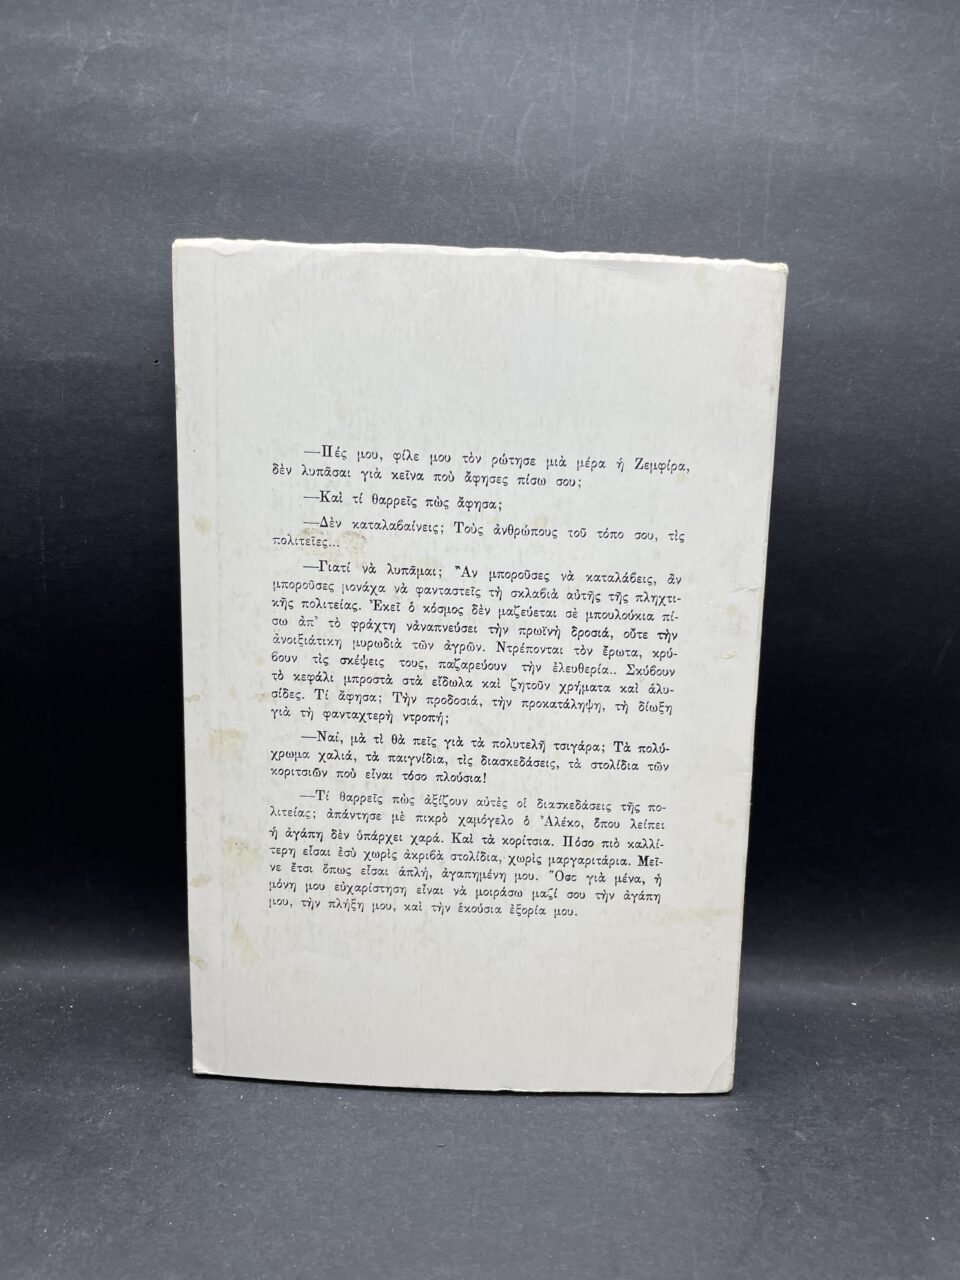 —Πές μου, φίλε μου τὸν ρώτησε μιὰ μέρα ἡ Ζεμφίρα,
δὲν λυπᾶσαι γιὰ κεῖνα ποὺ ἄφησες πίσω σου;
—Καὶ τί θαρρεῖς πὼς ἄφησα;
—Δὲν καταλαβαίνεις; Τοὺς ἀνθρώπους τοῦ τόπο σου, τὶς
πολιτεῖες...
—Γιατί νὰ λυπᾶμαι; Ἂν μποροῦσες νὰ καταλάβεις, ἂν
μποροῦσες μονάχα νὰ φανταστεῖς τὴ σκλαβιὰ αὐτῆς τῆς πληχτι-
κῆς πολιτείας. Ἐκεῖ ὁ κόσμος δὲν μαζεύεται σὲ μπουλούκια πί-
σω ἀπ' τὸ φράχτη νἀναπνεύσει τὴν πρωϊνὴ δροσιά, οὔτε τὴν
ἀνοιξιάτικη μυρωδιὰ τῶν ἀγρῶν. Ντρέπονται τὸν ἔρωτα, κρύ-
βουν τὶς σκέψεις τους, παζαρεύουν τὴν ἐλευθερία.. Σκύβουν
τὸ κεφάλι μπροστὰ στὰ εἴδωλα καὶ ζητοῦν χρήματα καὶ ἁλυ-
σίδες. Τί ἄφησα; Τὴν προδοσιά, τὴν προκατάληψη, τὴ δίωξη
γιὰ τὴ φανταχτερὴ ντροπή;
—Ναί, μὰ τὶ θὰ πεῖς γιὰ τὰ πολυτελῆ τσιγάρα; Τὰ πολύ-
χρωμα χαλιά, τὰ παιγνίδια, τὶς διασκεδάσεις, τὰ στολίδια τῶν
κοριτσιῶν ποὺ εἶναι τόσο πλούσια!
—Τί θαρρεῖς πὼς ἀξίζουν αὐτὲς οἱ διασκεδάσεις τῆς πο-
λιτείας; ἀπάντησε μὲ πικρὸ χαμόγελο ὁ Ἀλέκο, ὅπου λείπει
ἡ ἀγάπη δὲν ὑπάρχει χαρά. Καὶ τὰ κορίτσια. Πόσο πιὸ καλλί-
τερη εἶσαι ἐσὺ χωρὶς ἀκριβὰ στολίδια, χωρὶς μαργαριτάρια. Μεῖ-
νε ἔτσι ὅπως εἶσαι ἁπλή, ἀγαπημένη μου. Ὅσο γιὰ μένα, ἡ
μόνη μου εὐχαρίστηση εἶναι νὰ μοιράσω μαζί σου τὴν ἀγάπη
μου, τὴν πλήξη μου, καὶ τὴν ἑκούσια ἐξορία μου.